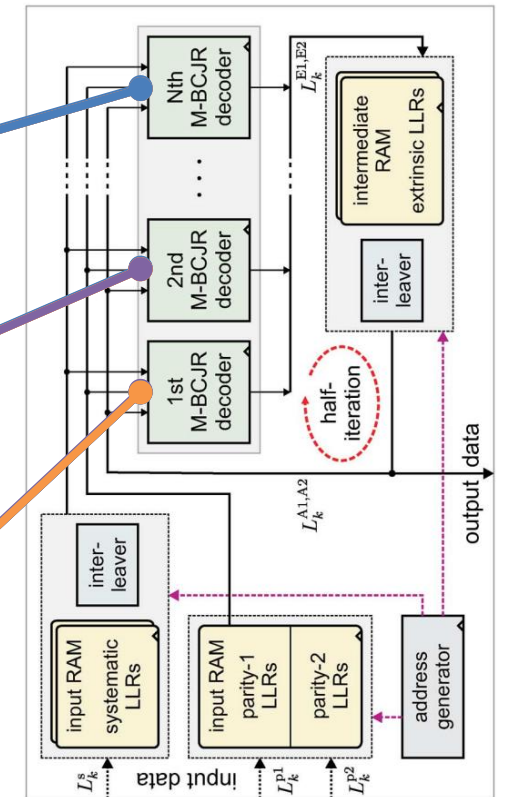 Nth
M-BCJR
decoder
. . .
2nd
M-BCJR
decoder
1st
M-BCJR
decoder
L_k^{E1,E2}
intermediate
RAM
extrinsic LLRs
inter-
leaver
half-
iteration
L_k^{A1,A2}
output data
inter-
leaver
input RAM
systematic
LLRs
input RAM
parity-1
LLRs
parity-2
LLRs
address
generator
L_k^s
input data
L_k^{p1}
L_k^{p2}